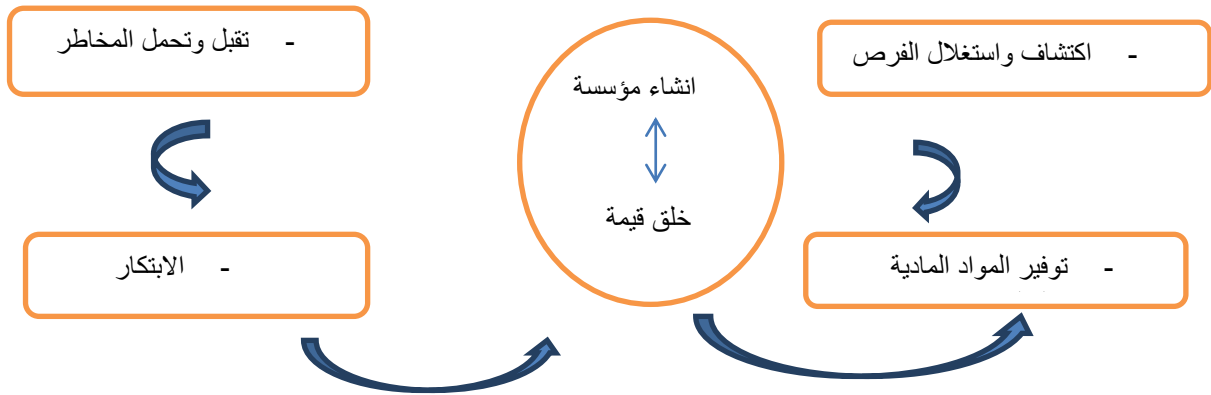 - اكتشاف واستغلال الفرص
انشاء مؤسسة
- تقبل وتحمل المخاطر
خلق قيمة
- توفير المواد المادية
- الابتكار